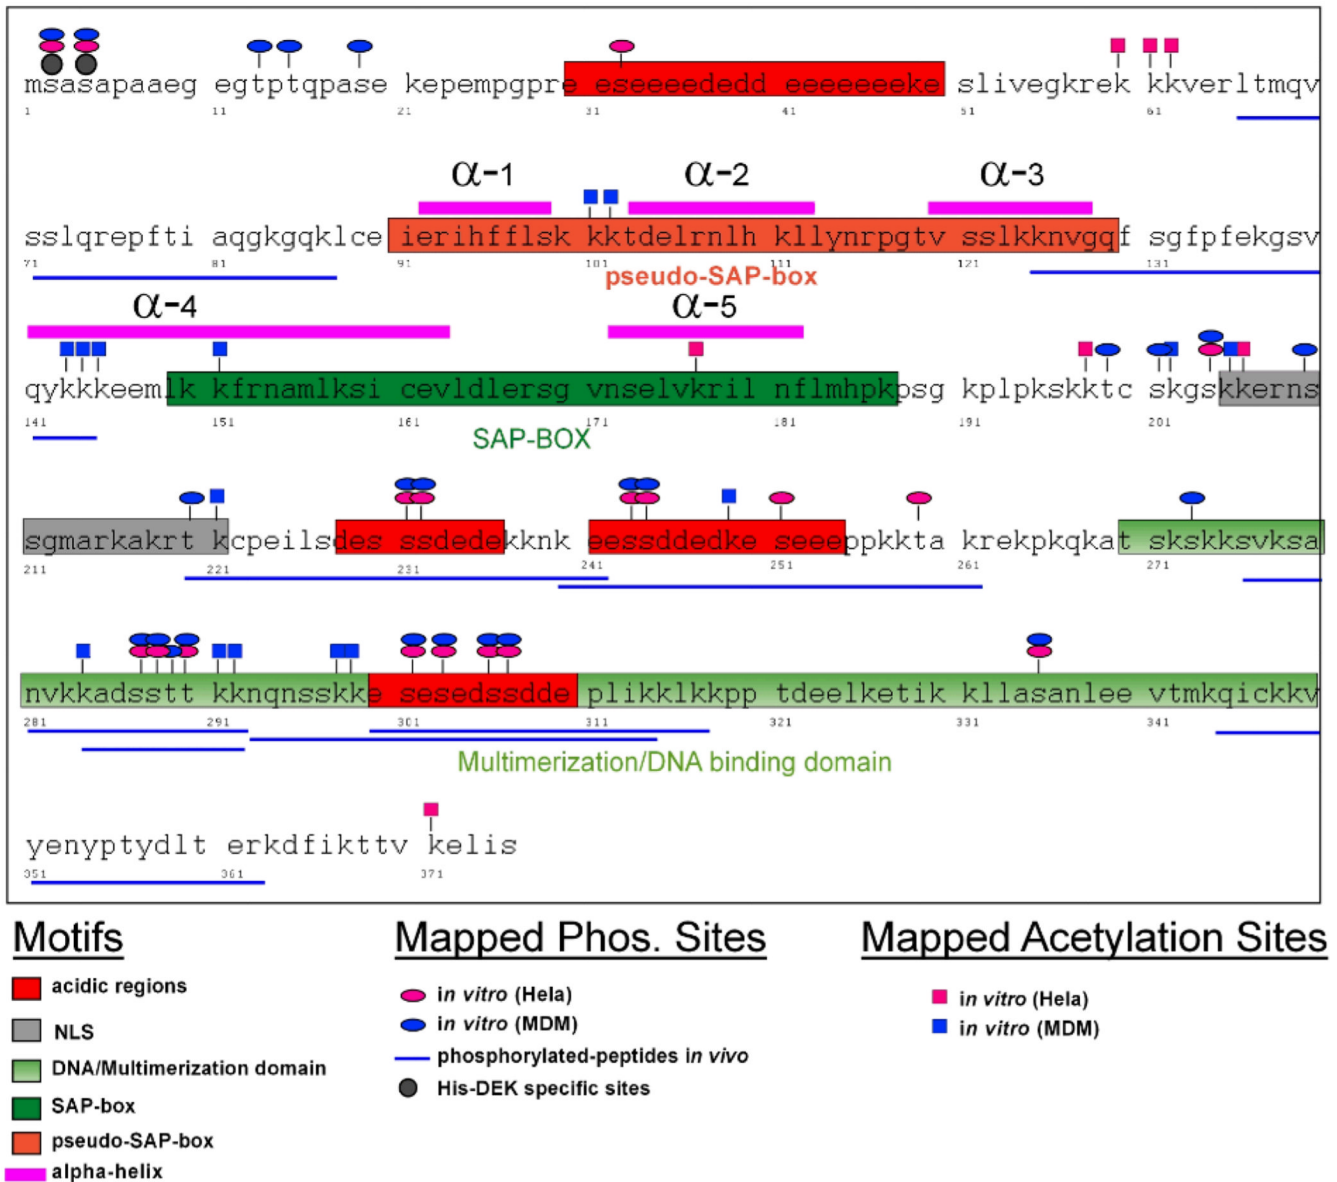 msasapaaeg egtptqpase kepempgpre eseeeededd eeeeeeeeke slivegkrek kkverltmqv
1 11 21 31 41 51 61
α-1 α-2 α-3
sslqrepfti aqgkgqklce ierihfflsk kktdelrnlh kllynrpgtv sslkknvgqf sgfpfekgsv
71 81 91 101 111 121 131
pseudo-SAP-box
α-4 α-5
qykkkeemlk kfrnamlksi cevldlersg vnselvkril nflmhpkpsg kplpkskktc skgskkerns
141 151 161 171 181 191 201
SAP-BOX
sgmarkakrt kcpeilsdes ssdedekknk eessddedke seeeppkkta krekpkqkat skskksvksa
211 221 231 241 251 261 271
nvkkadsstt kknqnsskke sesedssdde plikklkkpp tdeelketik kllasanlee vtmkqickkv
281 291 301 311 321 331 341
Multimerization/DNA binding domain
yenyptydlt erkdfikttv kelis
351 361 371
Motifs
acidic regions
NLS
DNA/Multimerization domain
SAP-box
pseudo-SAP-box
alpha-helix
Mapped Phos. Sites
in vitro (Hela)
in vitro (MDM)
phosphorylated-peptides in vivo
His-DEK specific sites
Mapped Acetylation Sites
in vitro (Hela)
in vitro (MDM)